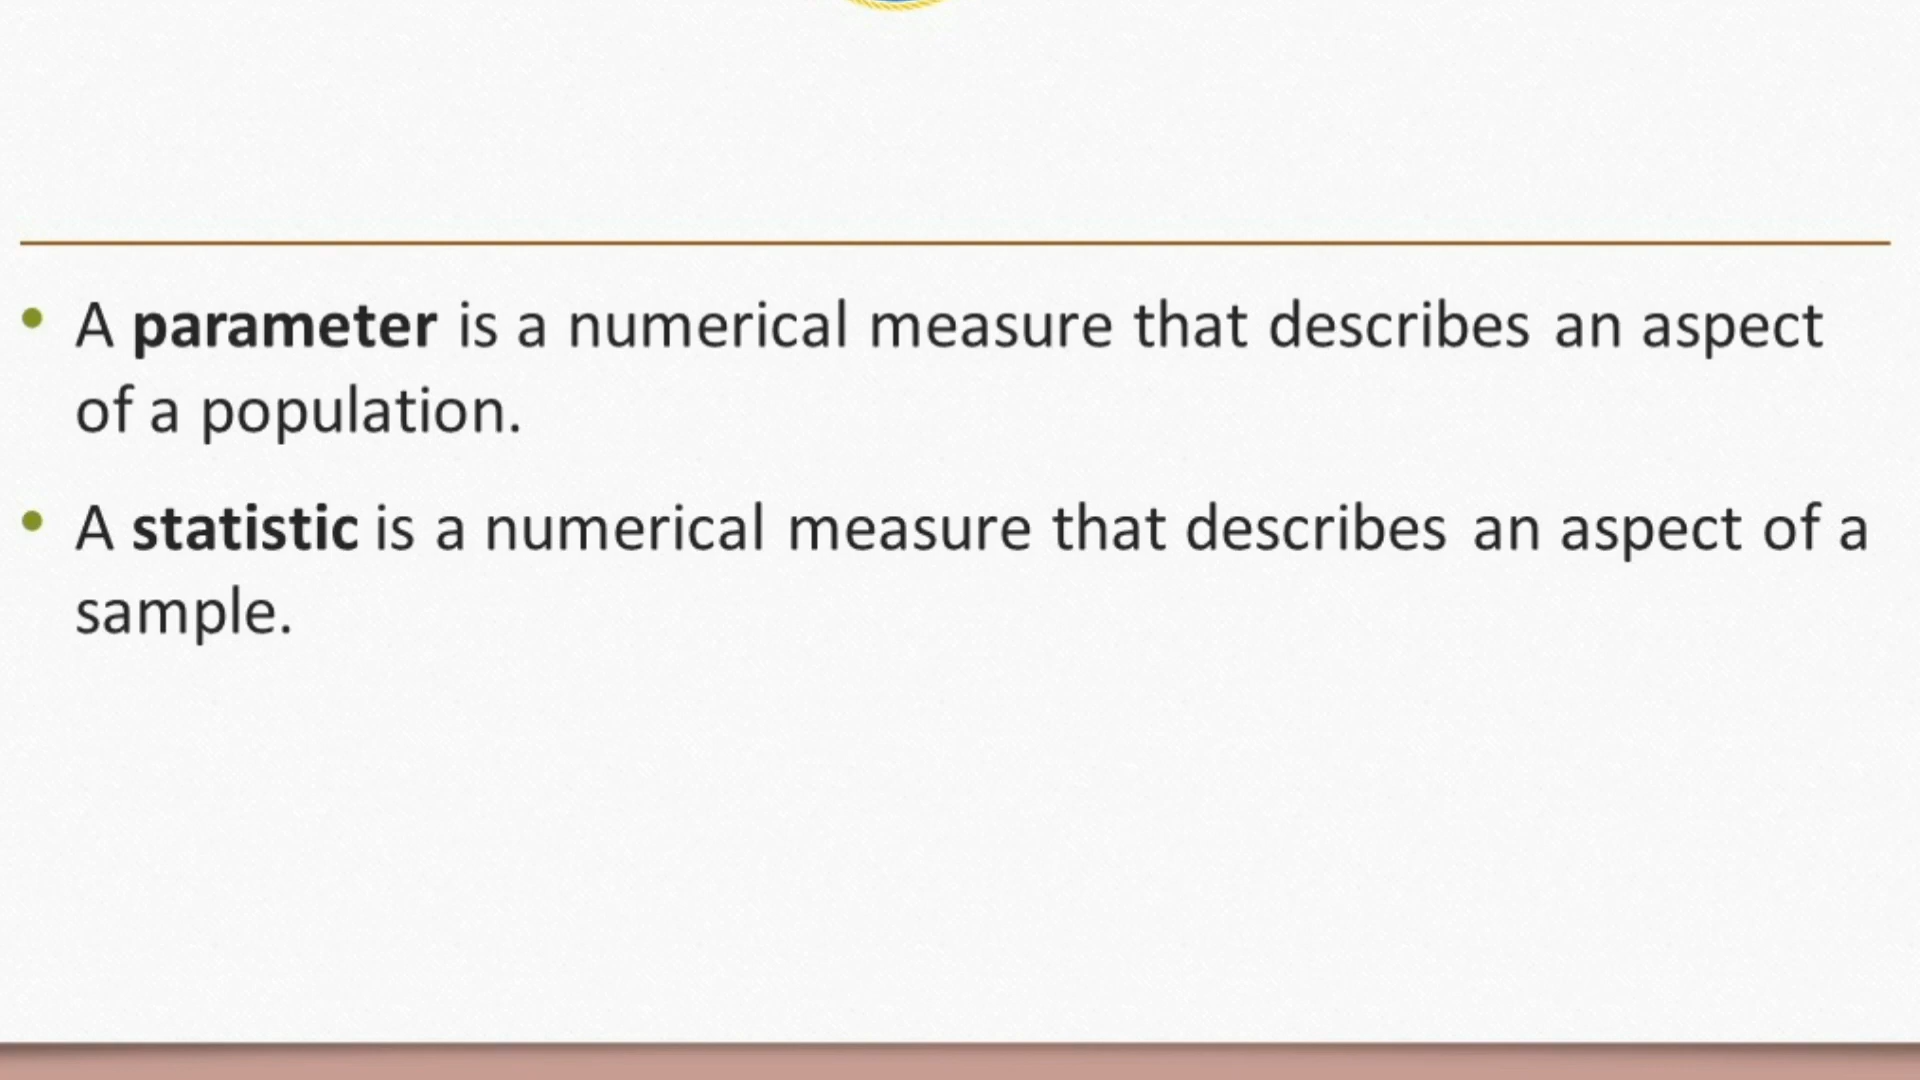 • A parameter is a numerical measure that describes an aspect
of a population.
• A statistic is a numerical measure that describes an aspect of a
sample.